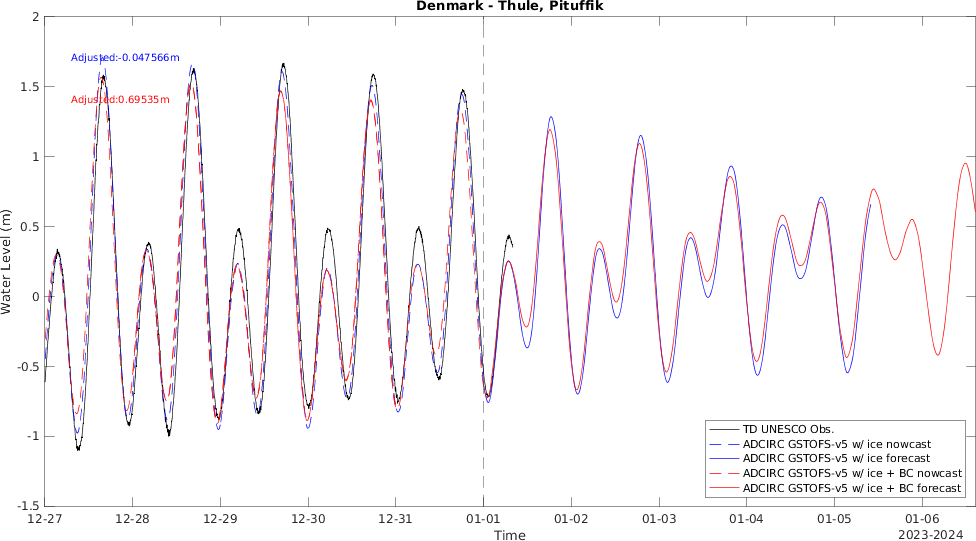 Denmark - Thule, Pituffik
2
1.5
1
0.5
0
-0.5
-1
-1.5
Water Level (m)
Adjusted:-0.047566m
Adjusted:0.69535m
TD UNESCO Obs.
ADCIRC GSTOFS-v5 w/ ice nowcast
ADCIRC GSTOFS-v5 w/ ice forecast
ADCIRC GSTOFS-v5 w/ ice + BC nowcast
ADCIRC GSTOFS-v5 w/ ice + BC forecast
12-27 12-28 12-29 12-30 12-31 01-01 01-02 01-03 01-04 01-05 01-06
Time
2023-2024